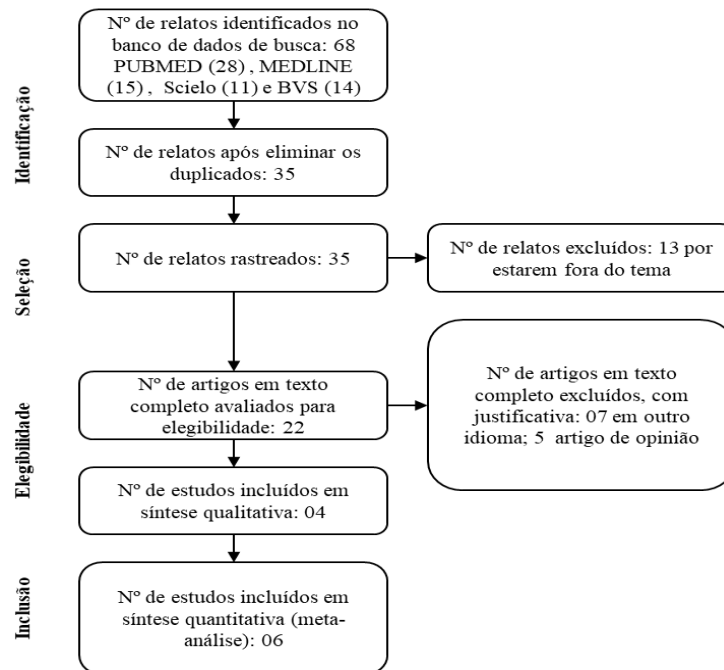 Nº de relatos identificados no
banco de dados de busca: 68
PUBMED (28) , MEDLINE
(15) , Scielo (11) e BVS (14)
Identificação
Nº de relatos após eliminar os
duplicados: 35
Seleção
Nº de relatos rastreados: 35
Nº de relatos excluídos: 13 por
estarem fora do tema
Elegibilidade
Nº de artigos em texto
completo avaliados para
elegibilidade: 22
Nº de artigos em texto
completo excluídos, com
justificativa: 07 em outro
idioma; 5 artigo de opinião
Nº de estudos incluídos em
síntese qualitativa: 04
Inclusão
Nº de estudos incluídos em
síntese quantitativa (meta-
análise): 06